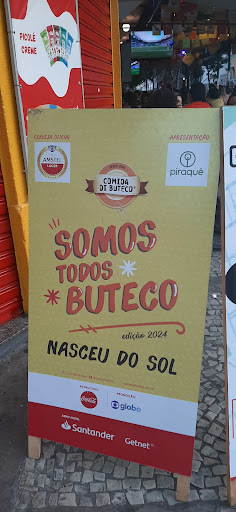 PICOLÉ
CREME
CERVEJA OFICIAL
AMSTEL
LAGER
APRESENTAÇÃO
piraquê
COMIDA
DI BUTECO
SOMOS
TODOS
BUTECO
edição 2024
NASCEU DO SOL
Coca-Cola
globo
Santander
Getnet